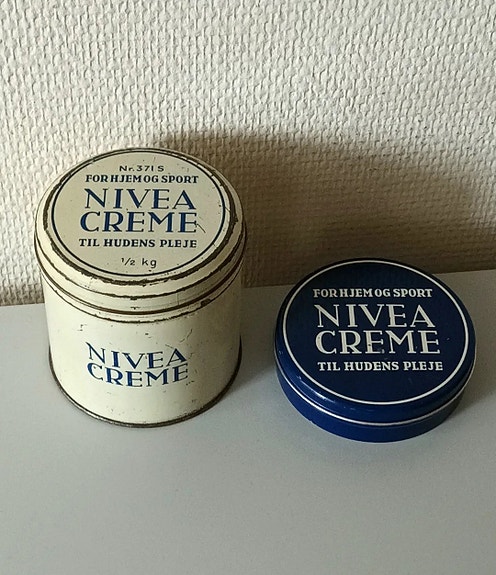 Nr. 371 S
FOR HJEM OG SPORT
NIVEA
CREME
TIL HUDENS PLEJE
½ kg
NIVEA
CREME
FOR HJEM OG SPORT
NIVEA
CREME
TIL HUDENS PLEJE